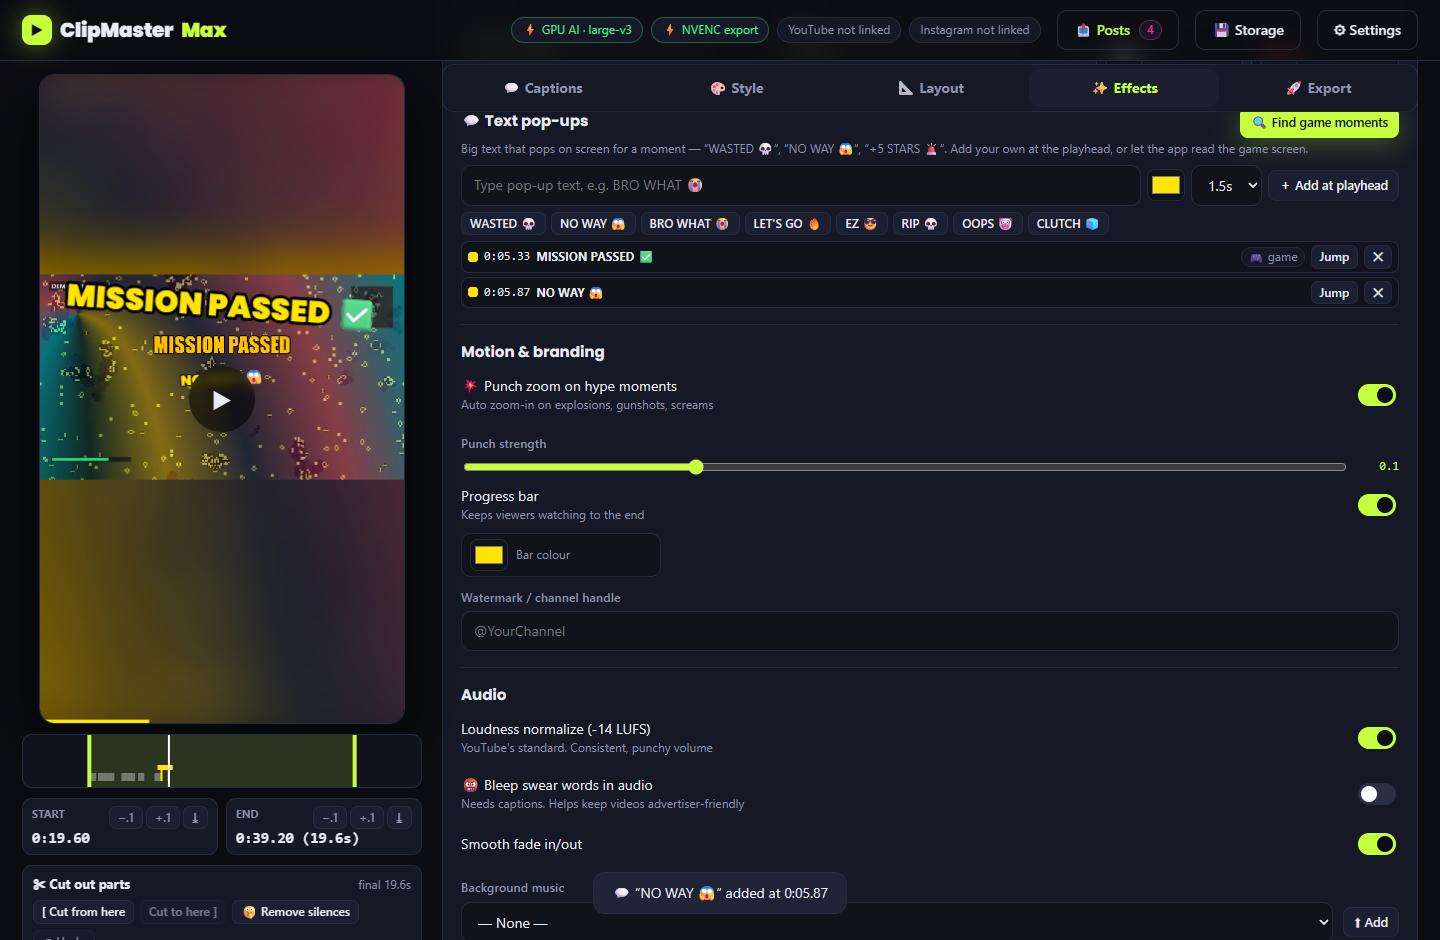 ClipMaster Max
GPU AI · large-v3
NVENC export
YouTube not linked
Instagram not linked
Posts 4
Storage
Settings
Captions
Style
Layout
Effects
Export
MISSION PASSED ✅
MISSION PASSED
START
−.1
+.1
0:19.60
END
−.1
+.1
0:39.20 (19.6s)
Cut out parts
final 19.6s
[ Cut from here
Cut to here ]
Remove silences
Text pop-ups
Find game moments
Big text that pops on screen for a moment — “WASTED 💀”, “NO WAY 😱”, “+5 STARS 🚨”. Add your own at the playhead, or let the app read the game screen.
Type pop-up text, e.g. BRO WHAT 😭
1.5s
+ Add at playhead
WASTED 💀
NO WAY 😱
BRO WHAT 😭
LET'S GO 🔥
EZ 😎
RIP 💀
OOPS
CLUTCH 🧊
0:05.33 MISSION PASSED ✅
game
Jump
✕
0:05.87 NO WAY 😱
Jump
✕
Motion & branding
Punch zoom on hype moments
Auto zoom-in on explosions, gunshots, screams
Punch strength
0.1
Progress bar
Keeps viewers watching to the end
Bar colour
Watermark / channel handle
@YourChannel
Audio
Loudness normalize (-14 LUFS)
YouTube's standard. Consistent, punchy volume
Bleep swear words in audio
Needs captions. Helps keep videos advertiser-friendly
Smooth fade in/out
Background music
— None —
Add
“NO WAY 😱” added at 0:05.87